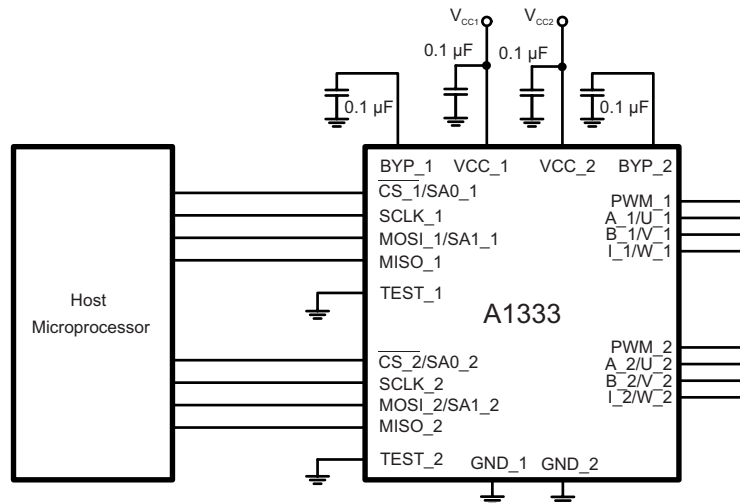 V_CC1 V_CC2
0.1 µF 0.1 µF
0.1 µF 0.1 µF
BYP_1 VCC_1 VCC_2 BYP_2
CS_1/SA0_1
SCLK_1
MOSI_1/SA1_1
MISO_1
TEST_1
PWM_1
A_1/U_1
B_1/V_1
I_1/W_1
Host
Microprocessor
A1333
CS_2/SA0_2
SCLK_2
MOSI_2/SA1_2
MISO_2
TEST_2
PWM_2
A_2/U_2
B_2/V_2
I_2/W_2
GND_1 GND_2